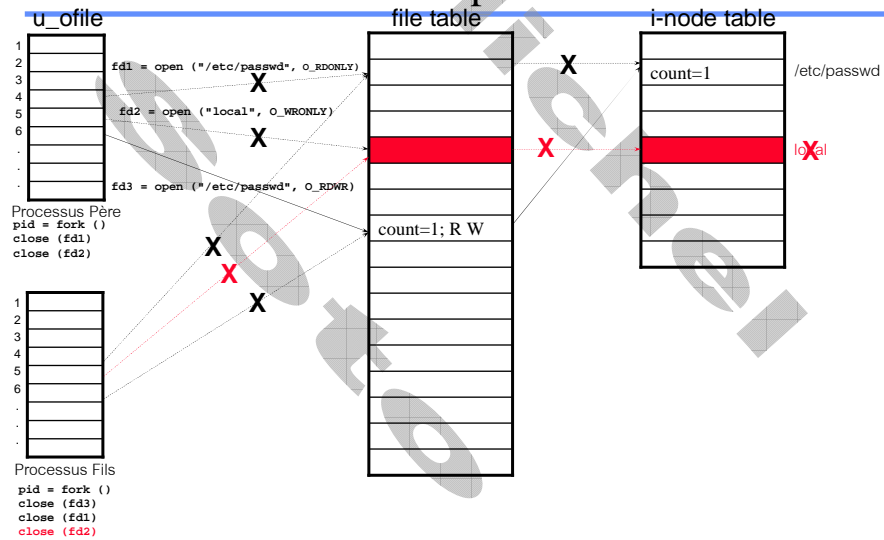 u_ofile
file table
i-node table
1
2
3
4
5
6
.
.
.
fd1 = open ("/etc/passwd", O_RDONLY)
X
fd2 = open ("local", O_WRONLY)
X
fd3 = open ("/etc/passwd", O_RDWR)
X
count=1
/etc/passwd
X
local
X
count=1; R W
Processus Père
pid = fork ()
close (fd1)
close (fd2)
X
X
X
1
2
3
4
5
6
.
.
.
Processus Fils
pid = fork ()
close (fd3)
close (fd1)
close (fd2)
Soto